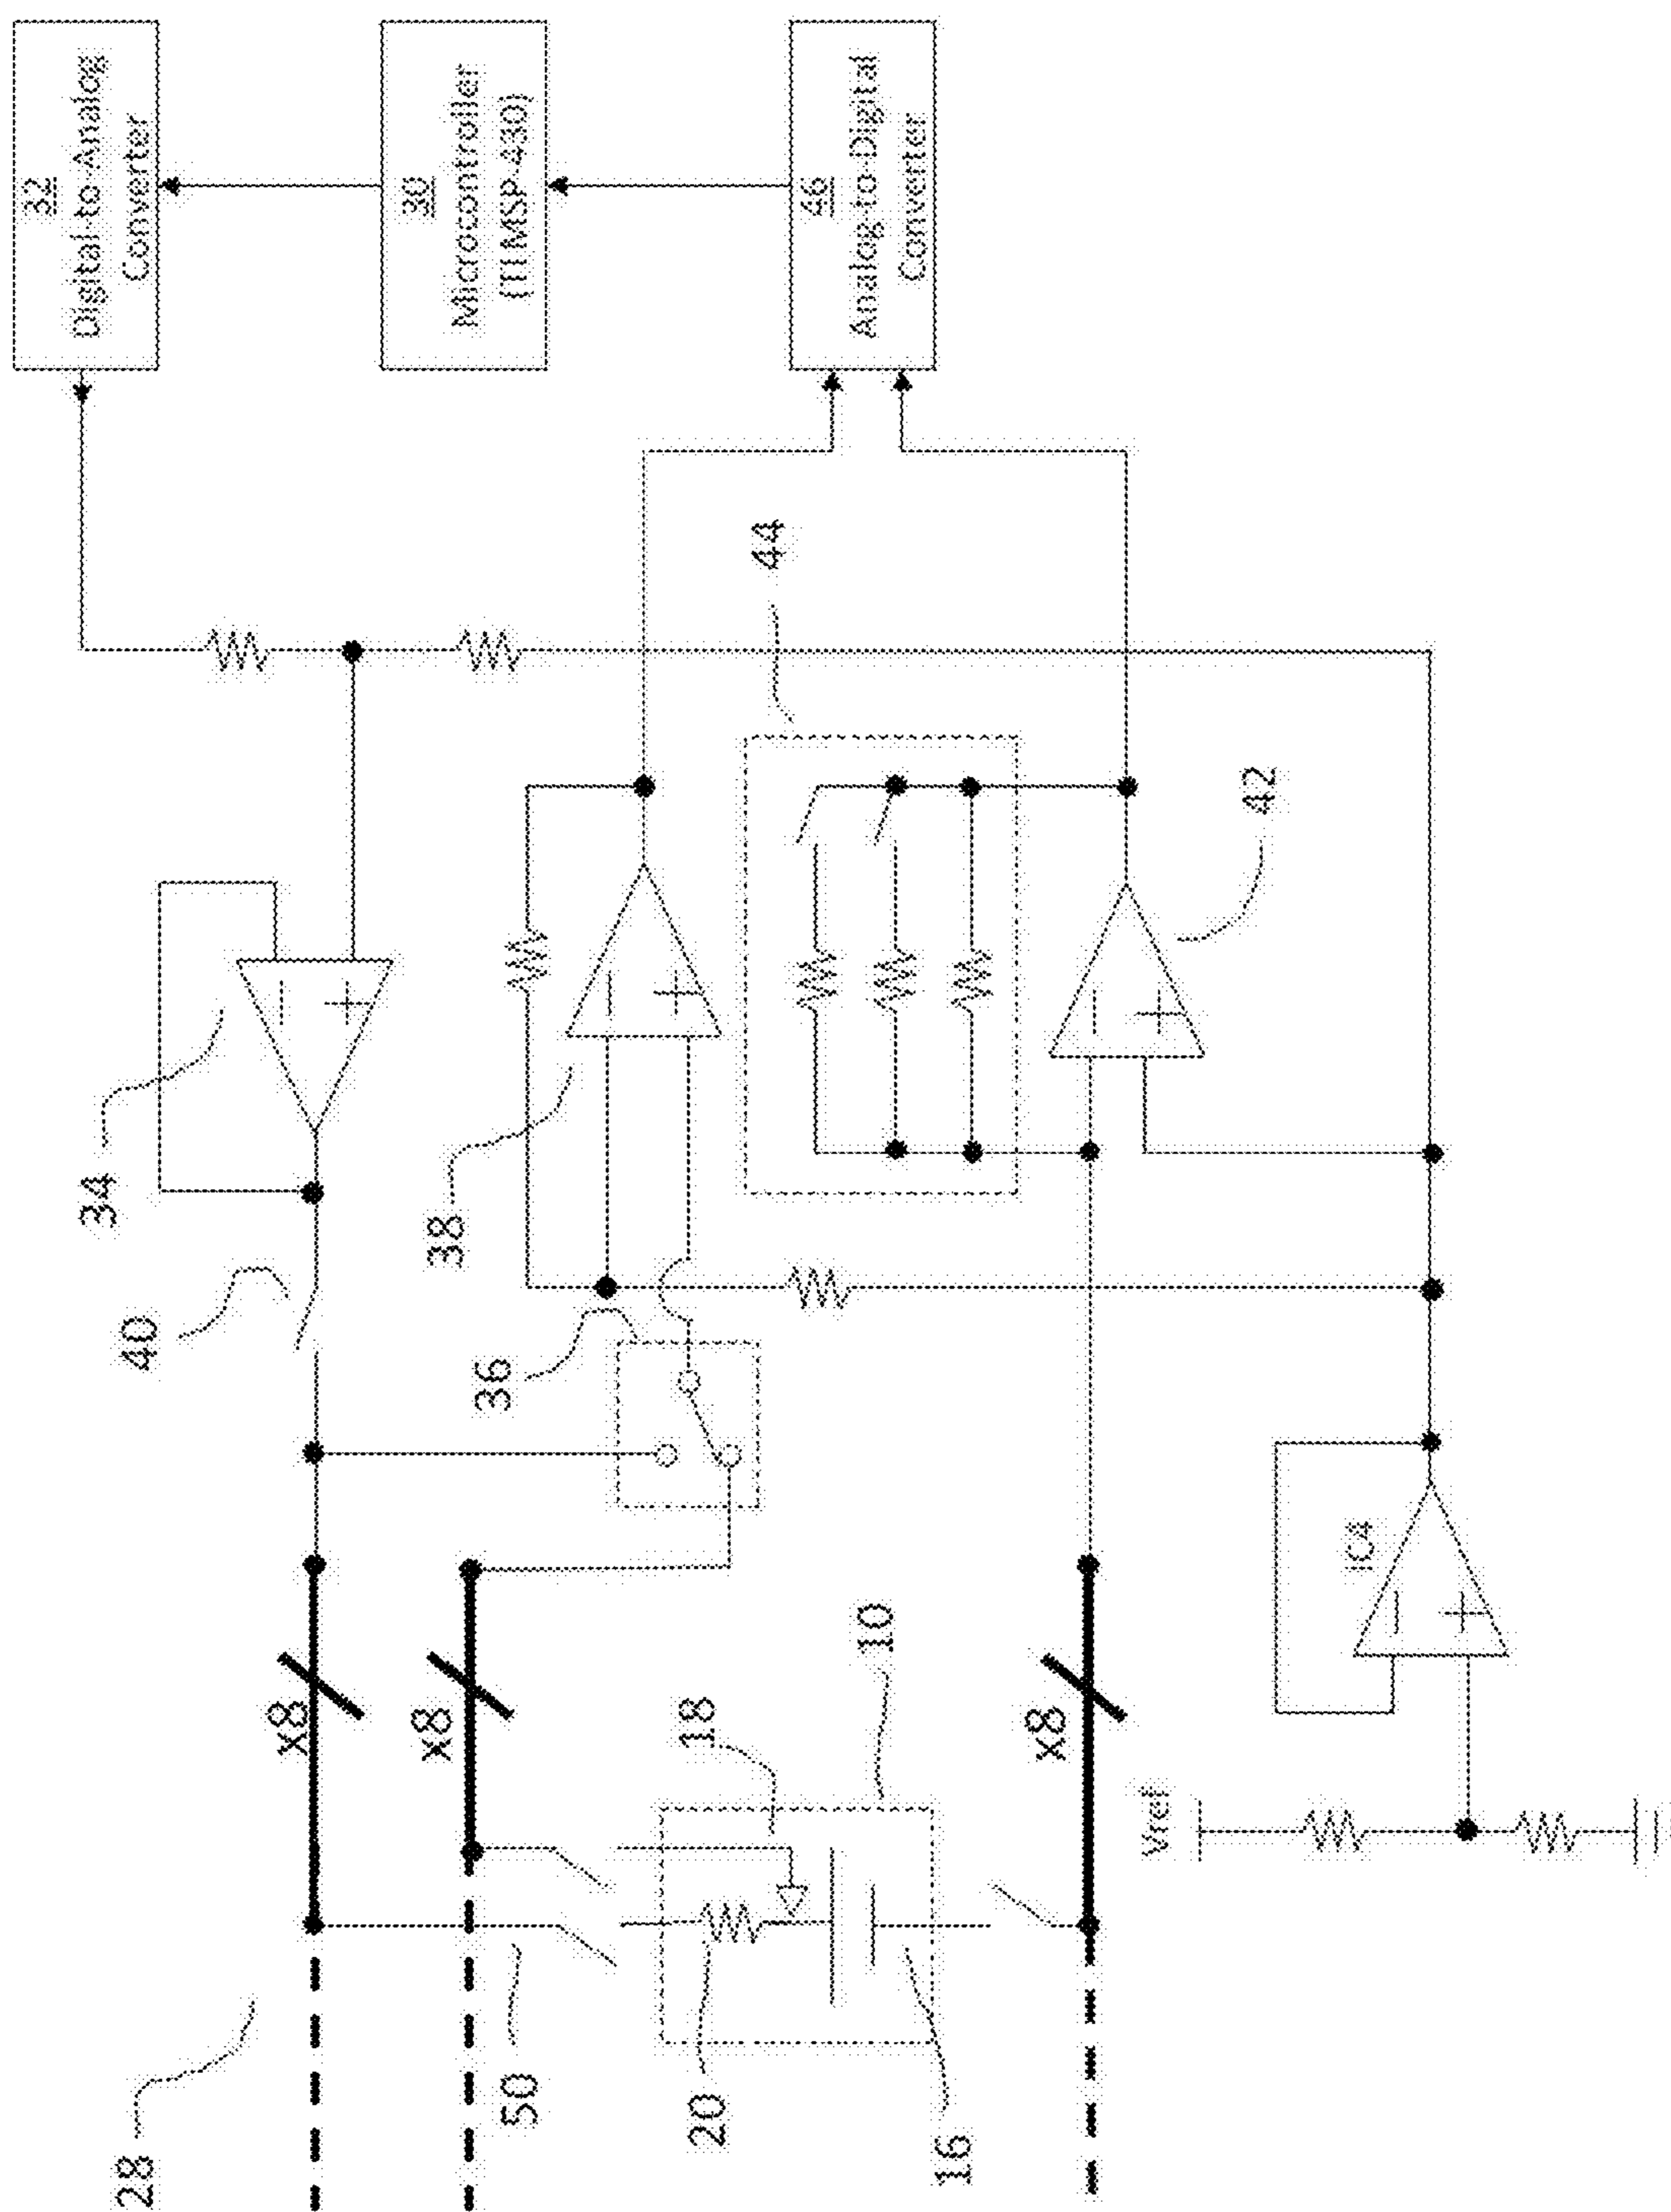 32
Digital-to-Analog
Converter
30
Microcontroller
(TI MSP-430)
46
Analog-to-Digital
Converter
44
42
34
38
40
36
IC4
x8
x8
x8
10
18
Vref
28
50
20
16